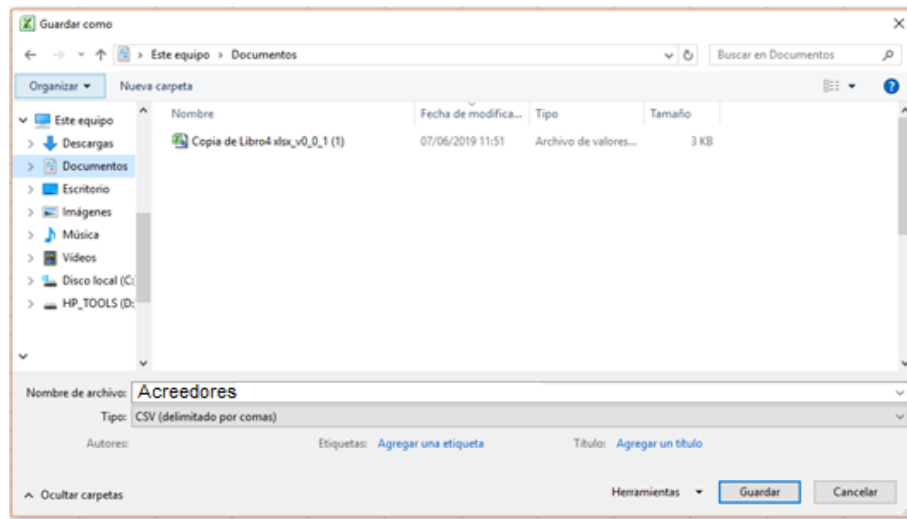 Guardar como
Este equipo > Documentos
Buscar en Documentos
Organizar
Nueva carpeta
Nombre
Fecha de modifica...
Tipo
Tamaño
Este equipo
Descargas
Documentos
Escritorio
Imágenes
Música
Vídeos
Disco local (C:
HP_TOOLS (D:
Copia de Libro4 xlsx_v0_0_1 (1)
07/06/2019 11:51
Archivo de valores...
3 KB
Nombre de archivo: Acreedores
Tipo: CSV (delimitado por comas)
Autores:
Etiquetas: Agregar una etiqueta
Título: Agregar un título
Ocultar carpetas
Herramientas
Guardar
Cancelar